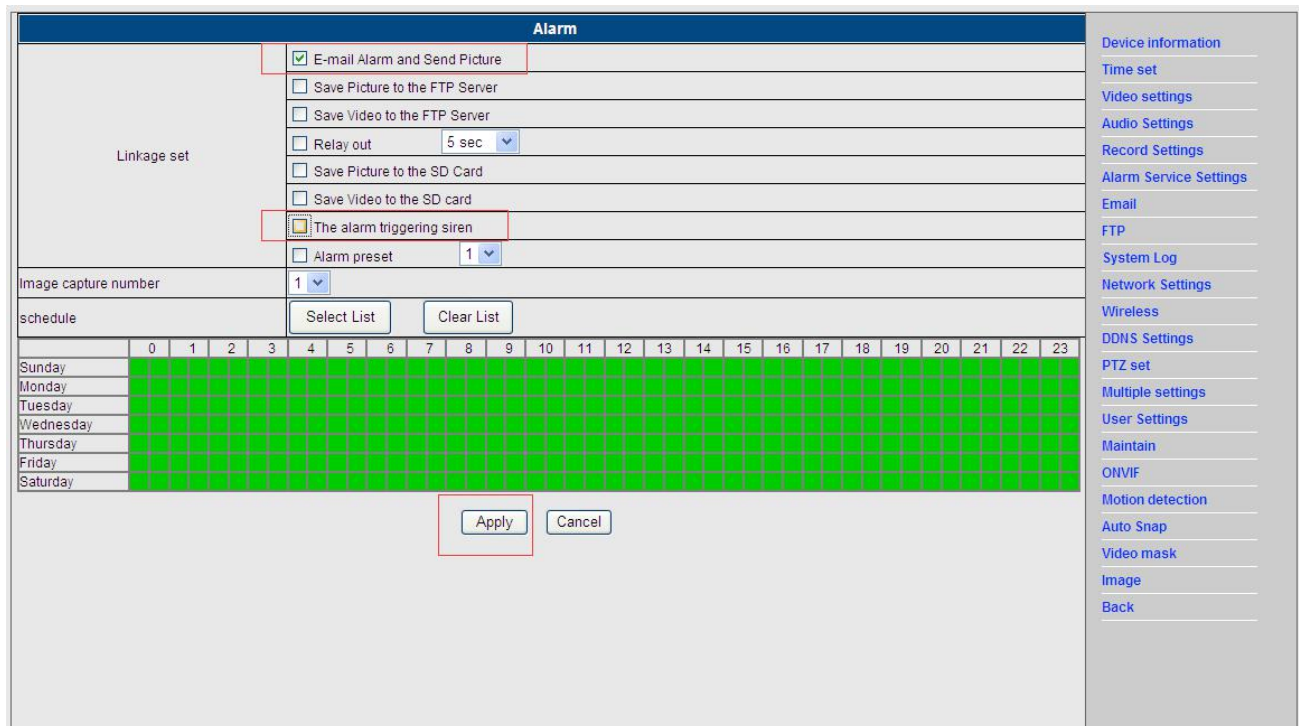 Alarm
Linkage set
E-mail Alarm and Send Picture
Save Picture to the FTP Server
Save Video to the FTP Server
Relay out 5 sec
Save Picture to the SD Card
Save Video to the SD card
The alarm triggering siren
Alarm preset 1
Image capture number 1
schedule Select List Clear List
0 1 2 3 4 5 6 7 8 9 10 11 12 13 14 15 16 17 18 19 20 21 22 23
Sunday
Monday
Tuesday
Wednesday
Thursday
Friday
Saturday
Apply Cancel
Device information
Time set
Video settings
Audio Settings
Record Settings
Alarm Service Settings
Email
FTP
System Log
Network Settings
Wireless
DDNS Settings
PTZ set
Multiple settings
User Settings
Maintain
ONVIF
Motion detection
Auto Snap
Video mask
Image
Back